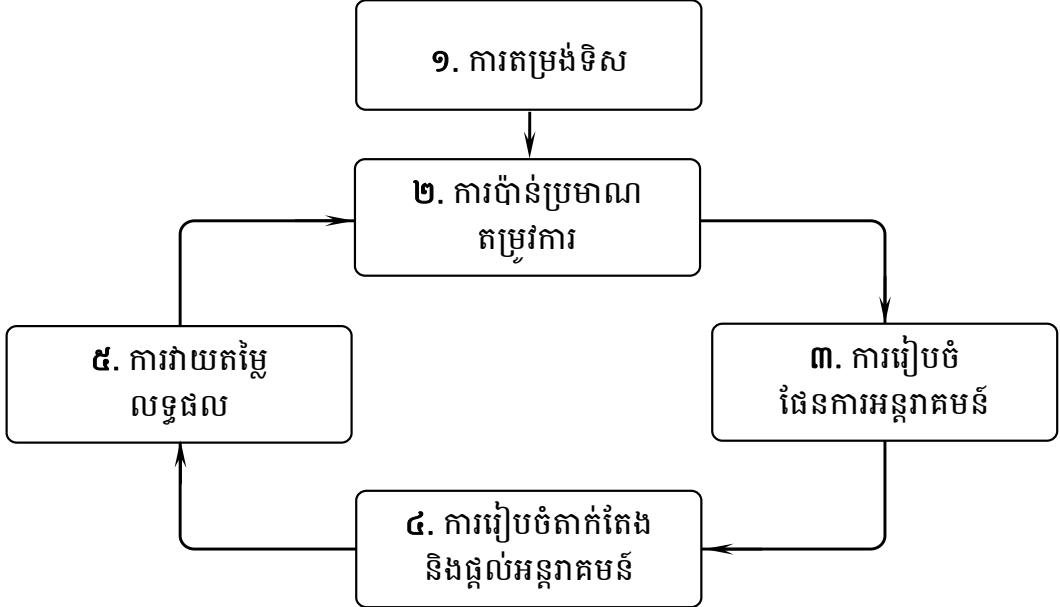 ១. ការតម្រង់ទិស
២. ការប៉ាន់ប្រមាណ
តម្រូវការ
៣. ការរៀបចំ
ផែនការអន្តរាគមន៍
៤. ការរៀបចំតាក់តែង
និងផ្តល់អន្តរាគមន៍
៥. ការវាយតម្លៃ
លទ្ធផល